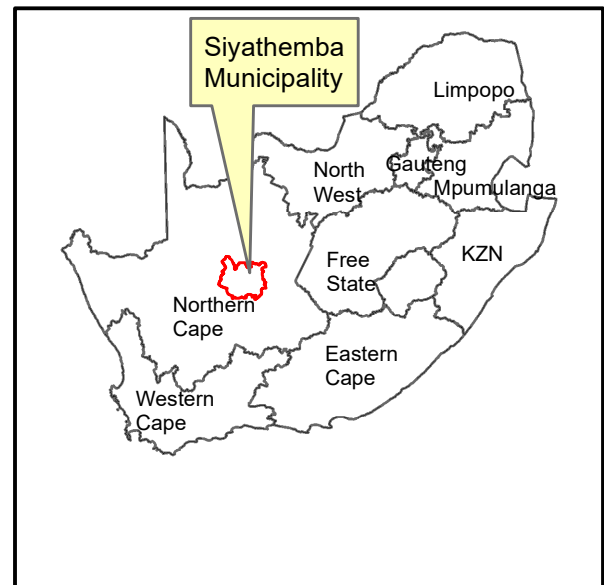 Siyathemba
Municipality
Limpopo
Gauteng
North
West
Mpumulanga
KZN
Free
State
Northern
Cape
Eastern
Cape
Western
Cape